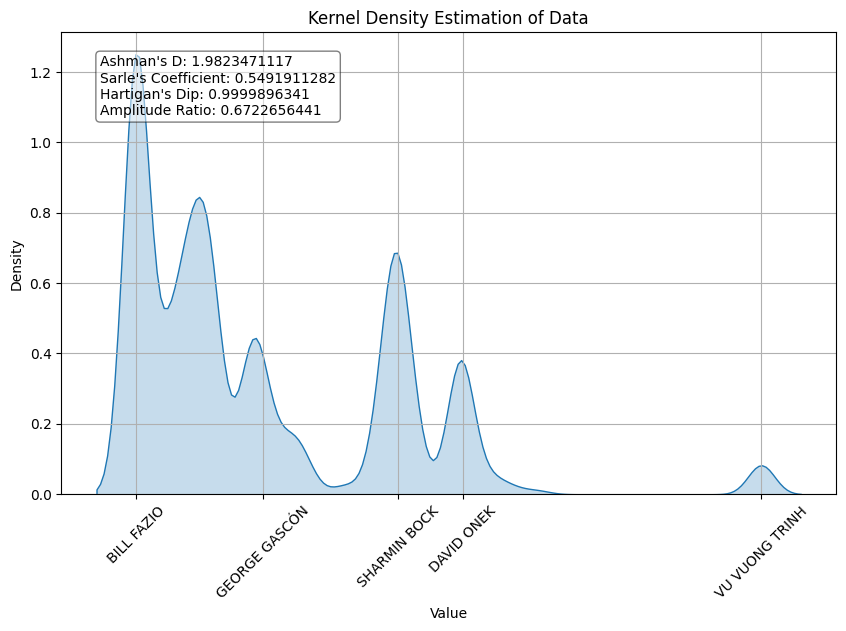 Kernel Density Estimation of Data
Ashman's D: 1.9823471117
Sarle's Coefficient: 0.5491911282
Hartigan's Dip: 0.9999896341
Amplitude Ratio: 0.6722656441
Density
1.2
1.0
0.8
0.6
0.4
0.2
0.0
BILL FAZIO
GEORGE GASCÓN
SHARMIN BOCK
DAVID ONEK
VU VUONG TRINH
Value